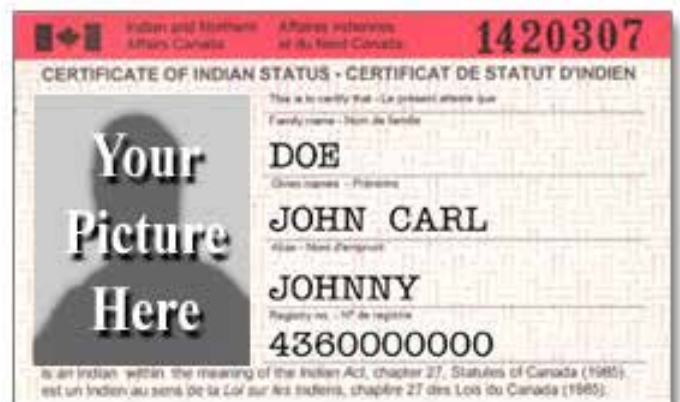 Indian and Northern Affairs Canada
Affaires indiennes et du Nord Canada
1420307
CERTIFICATE OF INDIAN STATUS - CERTIFICAT DE STATUT D'INDIEN
This is to certify that - Le présent atteste que
Family name - Nom de famille
DOE
Given names - Prénoms
JOHN CARL
Alias - Nom d'emprunt
JOHNNY
Registry no. - Nº de registre
4360000000
is an Indian within the meaning of the Indian Act, chapter 27, Statutes of Canada (1985).
est un Indien au sens de la Loi sur les Indiens, chapitre 27 des Lois du Canada (1985).
Your
Picture
Here